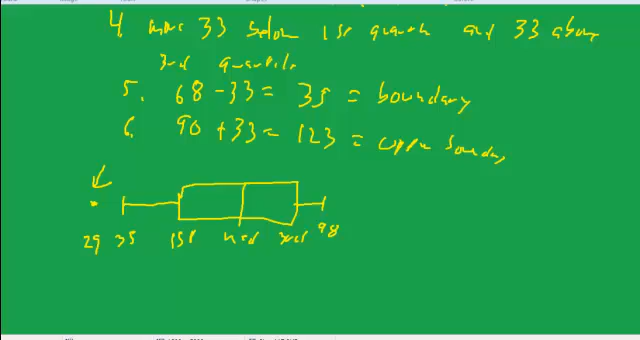 4. move 33 below 1st quartile and 33 above
3rd quartile
5. 68 - 33 = 35 = boundary
6. 90 + 33 = 123 = upper boundary
29 35 1st med 3rd 98